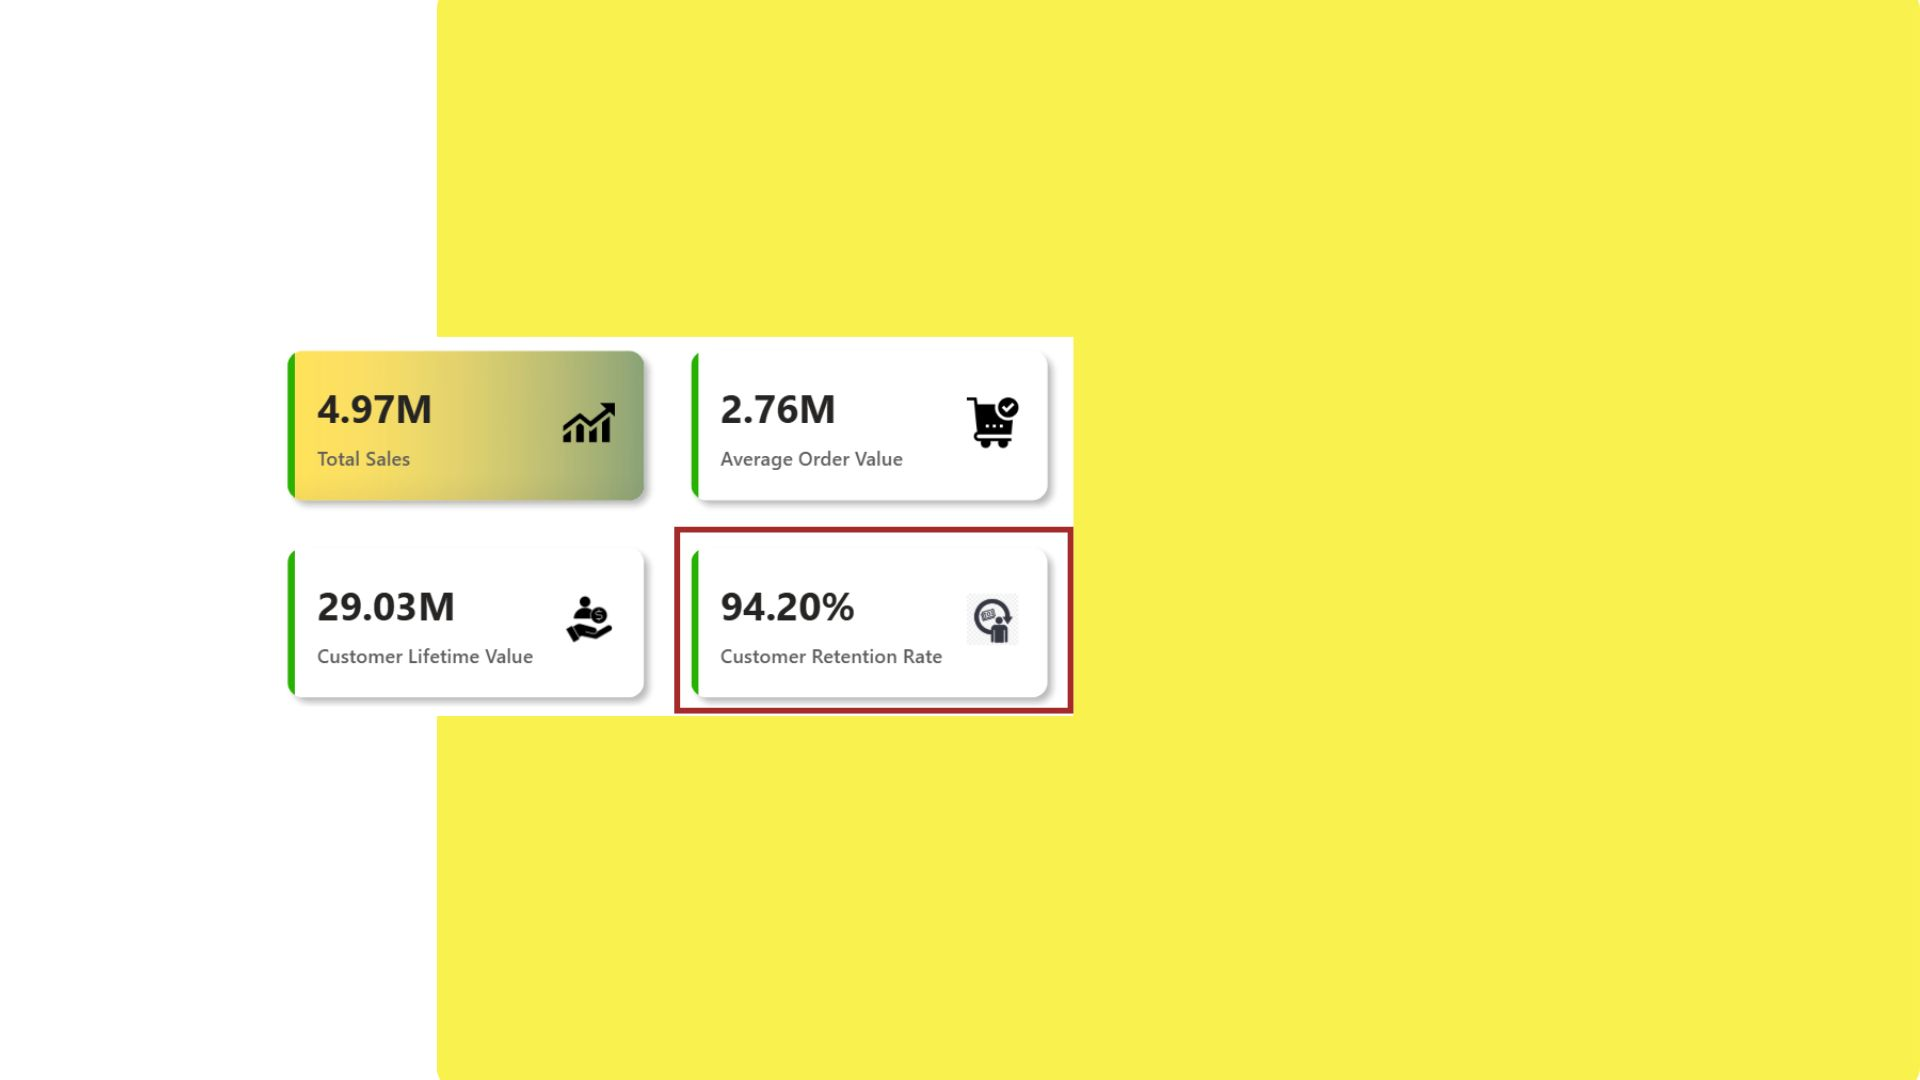 4.97M
Total Sales
2.76M
Average Order Value
29.03M
Customer Lifetime Value
94.20%
Customer Retention Rate